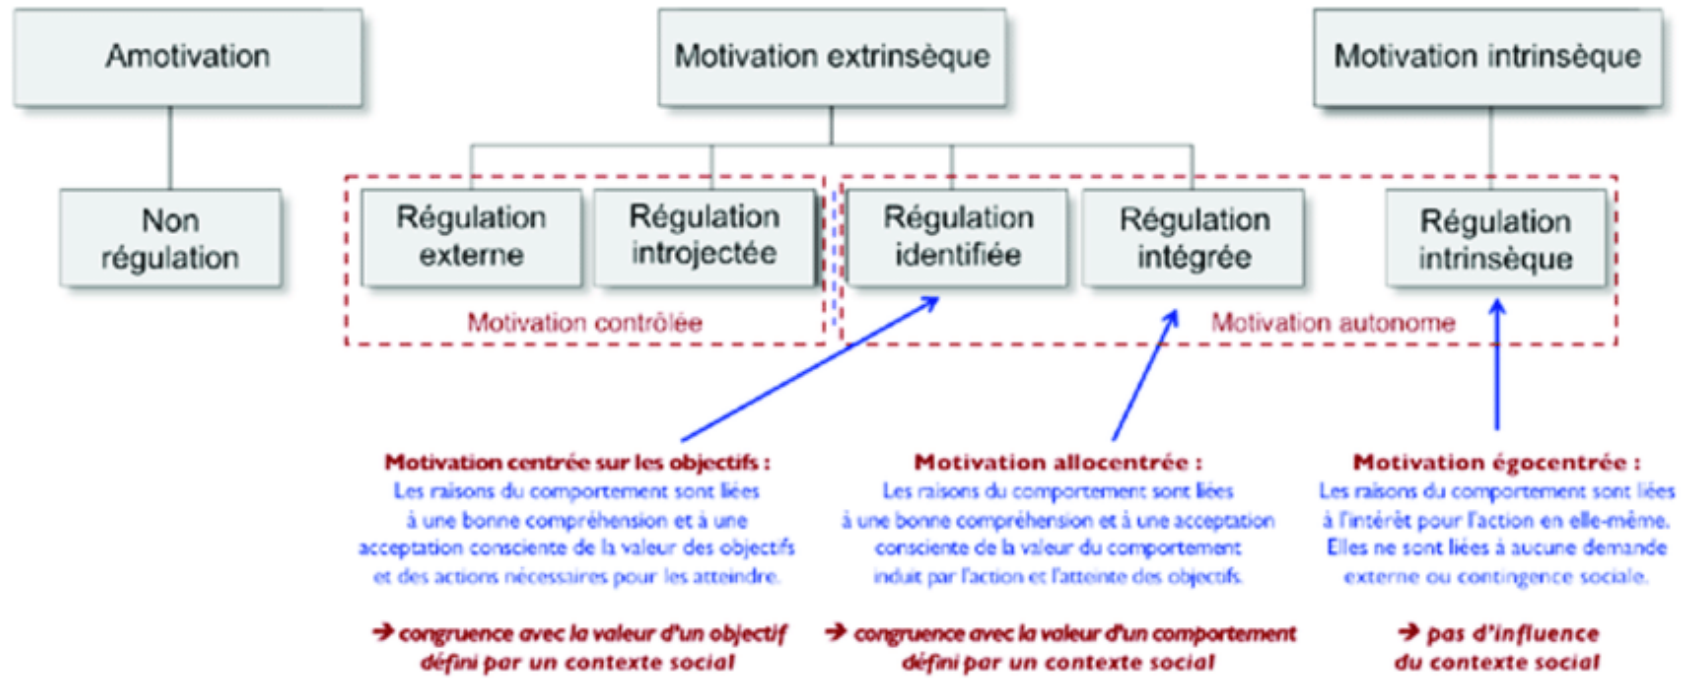 Amotivation
Motivation extrinsèque
Motivation intrinsèque
Non
régulation
Régulation
externe
Régulation
introjectée
Régulation
identifiée
Régulation
intégrée
Régulation
intrinsèque
Motivation contrôlée
Motivation autonome
Motivation centrée sur les objectifs :
Les raisons du comportement sont liées
à une bonne compréhension et à une
acceptation consciente de la valeur des objectifs
et des actions nécessaires pour les atteindre.
➔ congruence avec la valeur d'un objectif
défini par un contexte social
Motivation allocentrée :
Les raisons du comportement sont liées
à une bonne compréhension et à une acceptation
consciente de la valeur du comportement
induit par l'action et l'atteinte des objectifs.
➔ congruence avec la valeur d'un comportement
défini par un contexte social
Motivation égocentrée :
Les raisons du comportement sont liées
à l'intérêt pour l'action en elle-même.
Elles ne sont liées à aucune demande
externe ou contingence sociale.
➔ pas d'influence
du contexte social